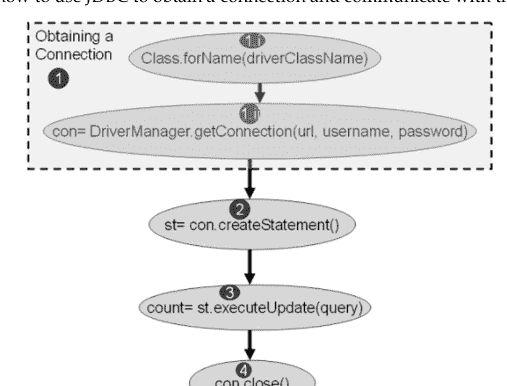 how to use JDBC to obtain a connection and communicate with th
Obtaining a
Connection
1
Class.forName(driverClassName)
con= DriverManager.getConnection(url, username, password)
2
st= con.createStatement()
3
count= st.executeUpdate(query)
4
con.close()